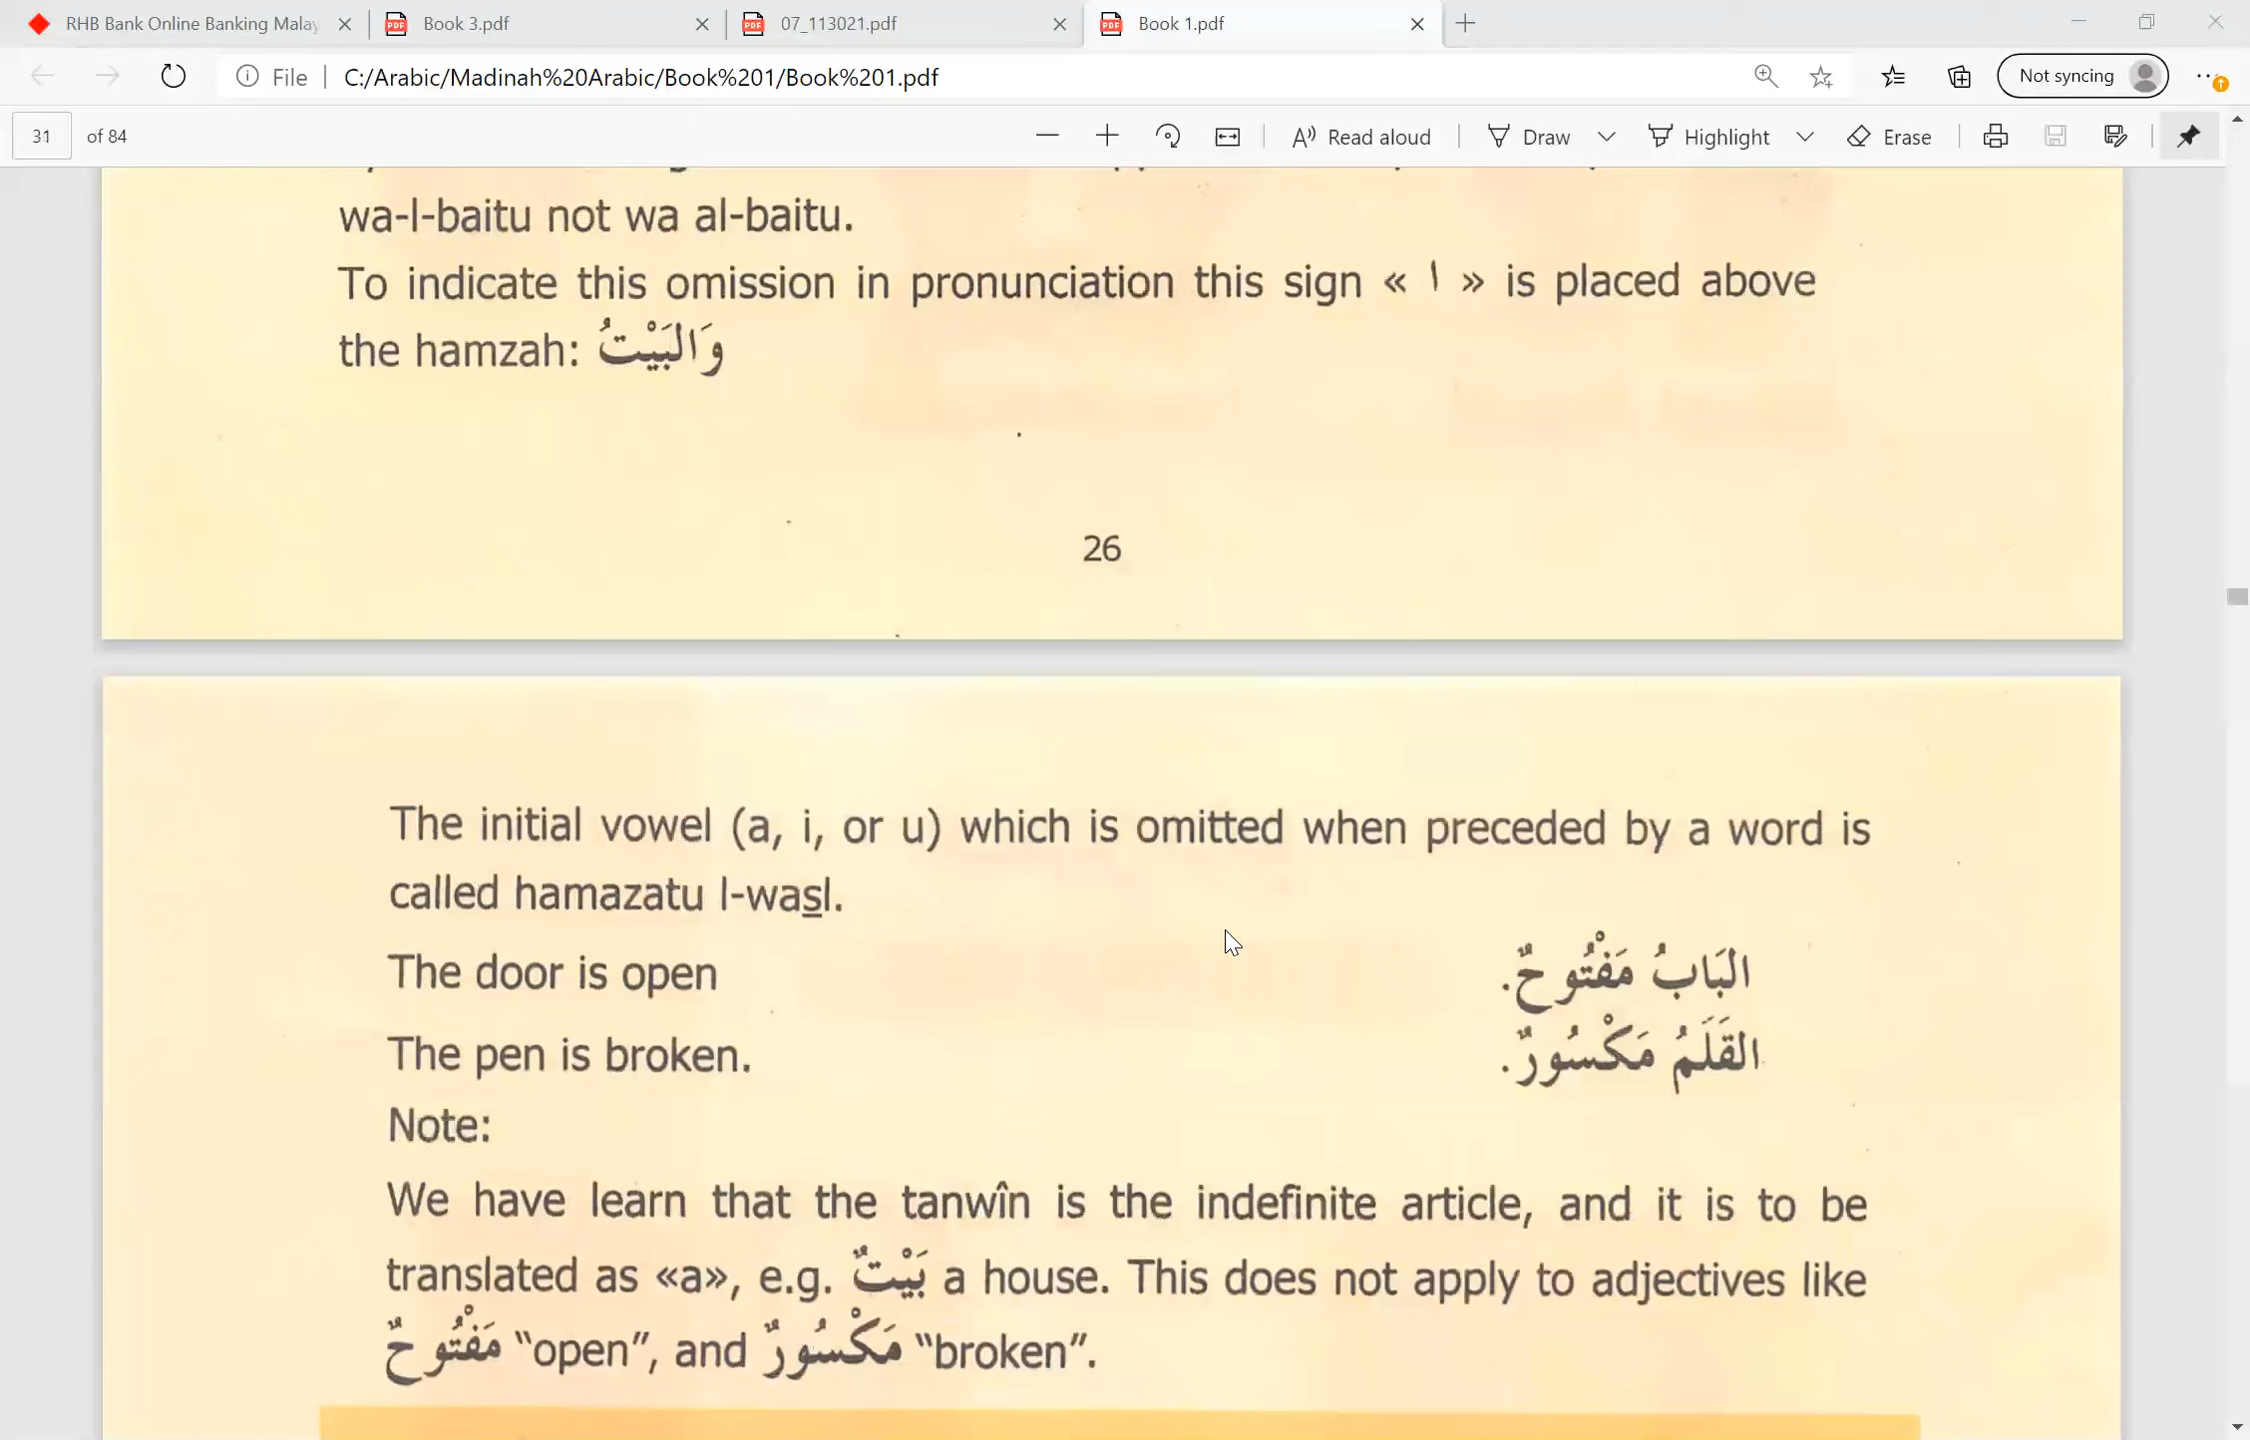 RHB Bank Online Banking Malay
Book 3.pdf
07_113021.pdf
Book 1.pdf
File
C:/Arabic/Madinah%20Arabic/Book%201/Book%201.pdf
Not syncing
31 of 84
Read aloud
Draw
Highlight
Erase
wa-l-baitu not wa al-baitu.
To indicate this omission in pronunciation this sign « ا » is placed above
the hamzah: وَالبَيْتُ
26
The initial vowel (a, i, or u) which is omitted when preceded by a word is
called hamazatu l-wasl.
The door is open البَابُ مَفْتُوحٌ.
The pen is broken. القَلَمُ مَكْسُورٌ.
Note:
We have learn that the tanwîn is the indefinite article, and it is to be
translated as «a», e.g. بَيْتٌ a house. This does not apply to adjectives like
مَفْتُوحٌ "open", and مَكْسُورٌ "broken".